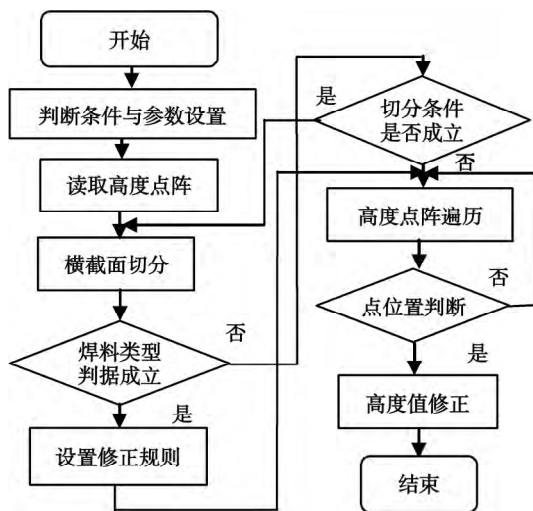 开始
判断条件与参数设置
读取高度点阵
横截面切分
焊料类型
判据成立
否
是
设置修正规则
是
切分条件
是否成立
否
高度点阵遍历
否
点位置判断
是
高度值修正
结束